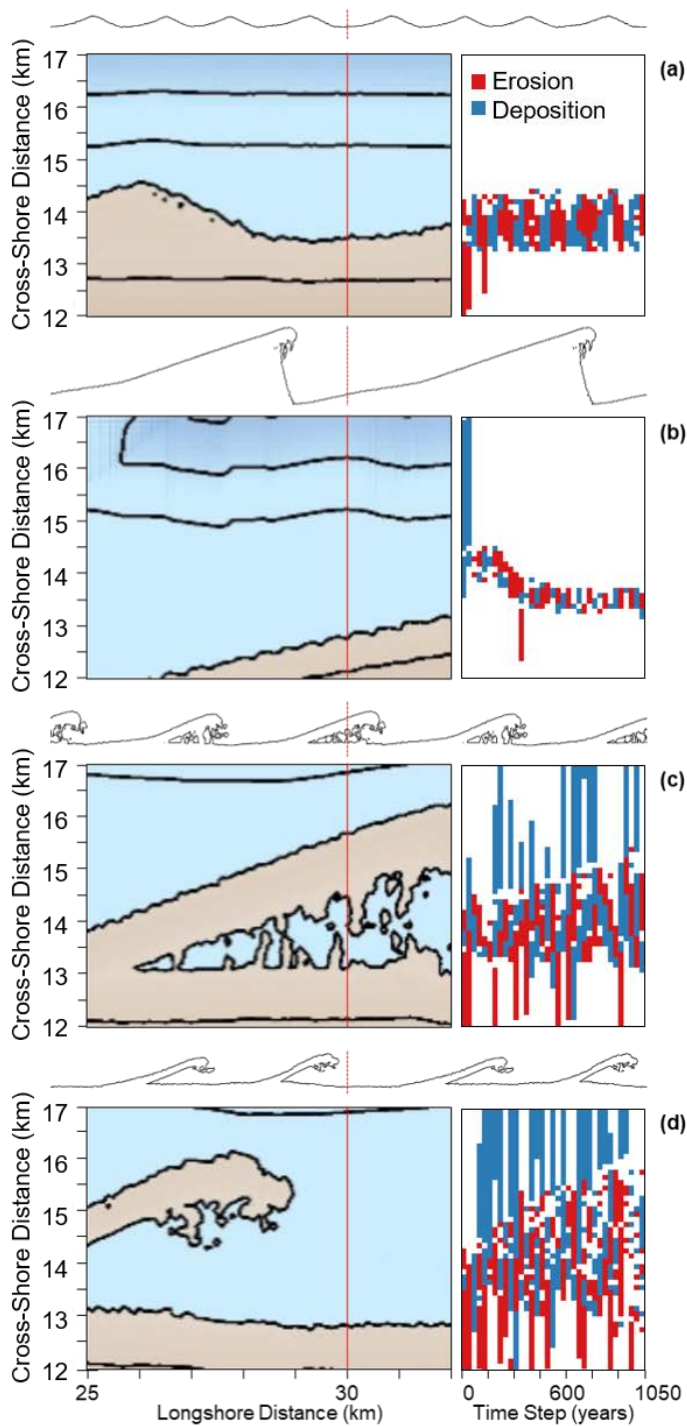 17
16
15
14
13
12
Cross-Shore Distance (km)
Erosion
Deposition
(a)
17
16
15
14
13
12
Cross-Shore Distance (km)
(b)
17
16
15
14
13
12
Cross-Shore Distance (km)
(c)
17
16
15
14
13
12
Cross-Shore Distance (km)
(d)
25 30
Longshore Distance (km)
0 600 1050
Time Step (years)